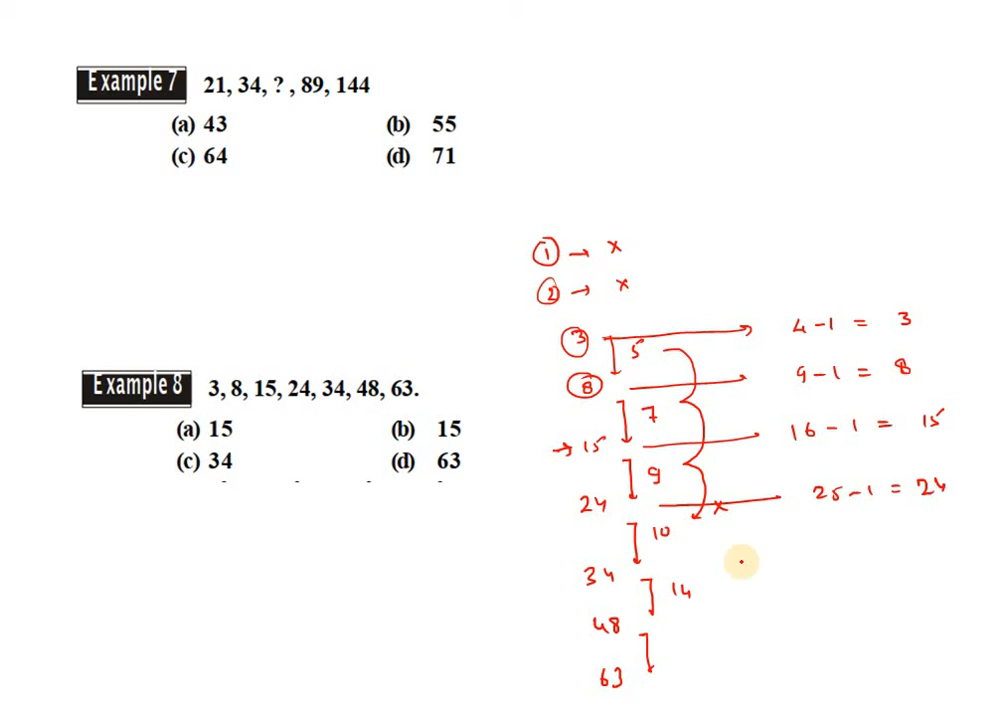 Example 7 21, 34, ? , 89, 144
(a) 43 (b) 55
(c) 64 (d) 71
① → ×
② → ×
③ → 4 - 1 = 3
5
⑧ → 9 - 1 = 8
7
→ 15 → 16 - 1 = 15
9
24 → 25 - 1 = 24
×
10
34
14
48
63
Example 8 3, 8, 15, 24, 34, 48, 63.
(a) 15 (b) 15
(c) 34 (d) 63